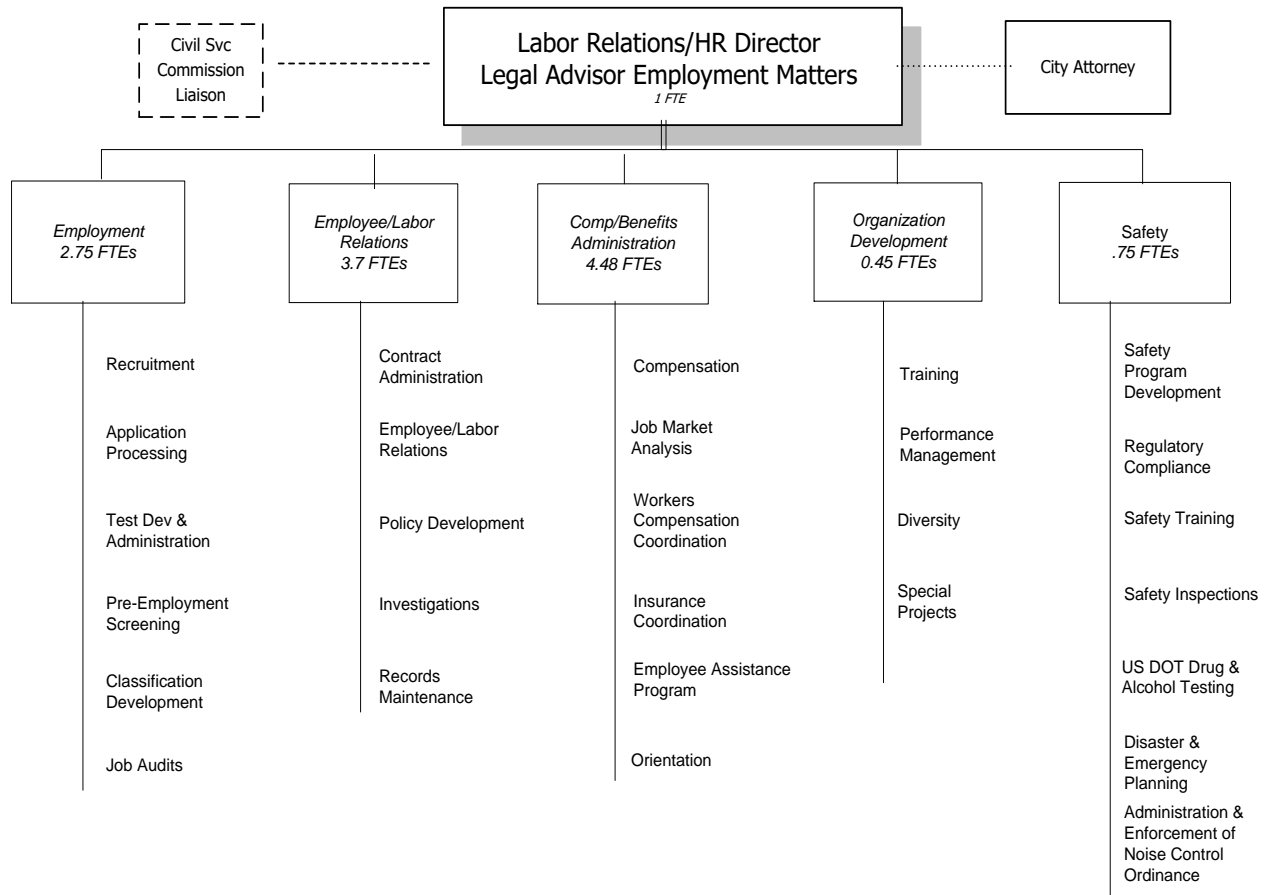 Civil Svc
Commission
Liaison
Labor Relations/HR Director
Legal Advisor Employment Matters
1 FTE
City Attorney
Employment
2.75 FTEs
Employee/Labor
Relations
3.7 FTEs
Comp/Benefits
Administration
4.48 FTEs
Organization
Development
0.45 FTEs
Safety
.75 FTEs
Recruitment
Application
Processing
Test Dev &
Administration
Pre-Employment
Screening
Classification
Development
Job Audits
Contract
Administration
Employee/Labor
Relations
Policy Development
Investigations
Records
Maintenance
Compensation
Job Market
Analysis
Workers
Compensation
Coordination
Insurance
Coordination
Employee Assistance
Program
Orientation
Training
Performance
Management
Diversity
Special
Projects
Safety
Program
Development
Regulatory
Compliance
Safety Training
Safety Inspections
US DOT Drug &
Alcohol Testing
Disaster &
Emergency
Planning
Administration &
Enforcement of
Noise Control
Ordinance